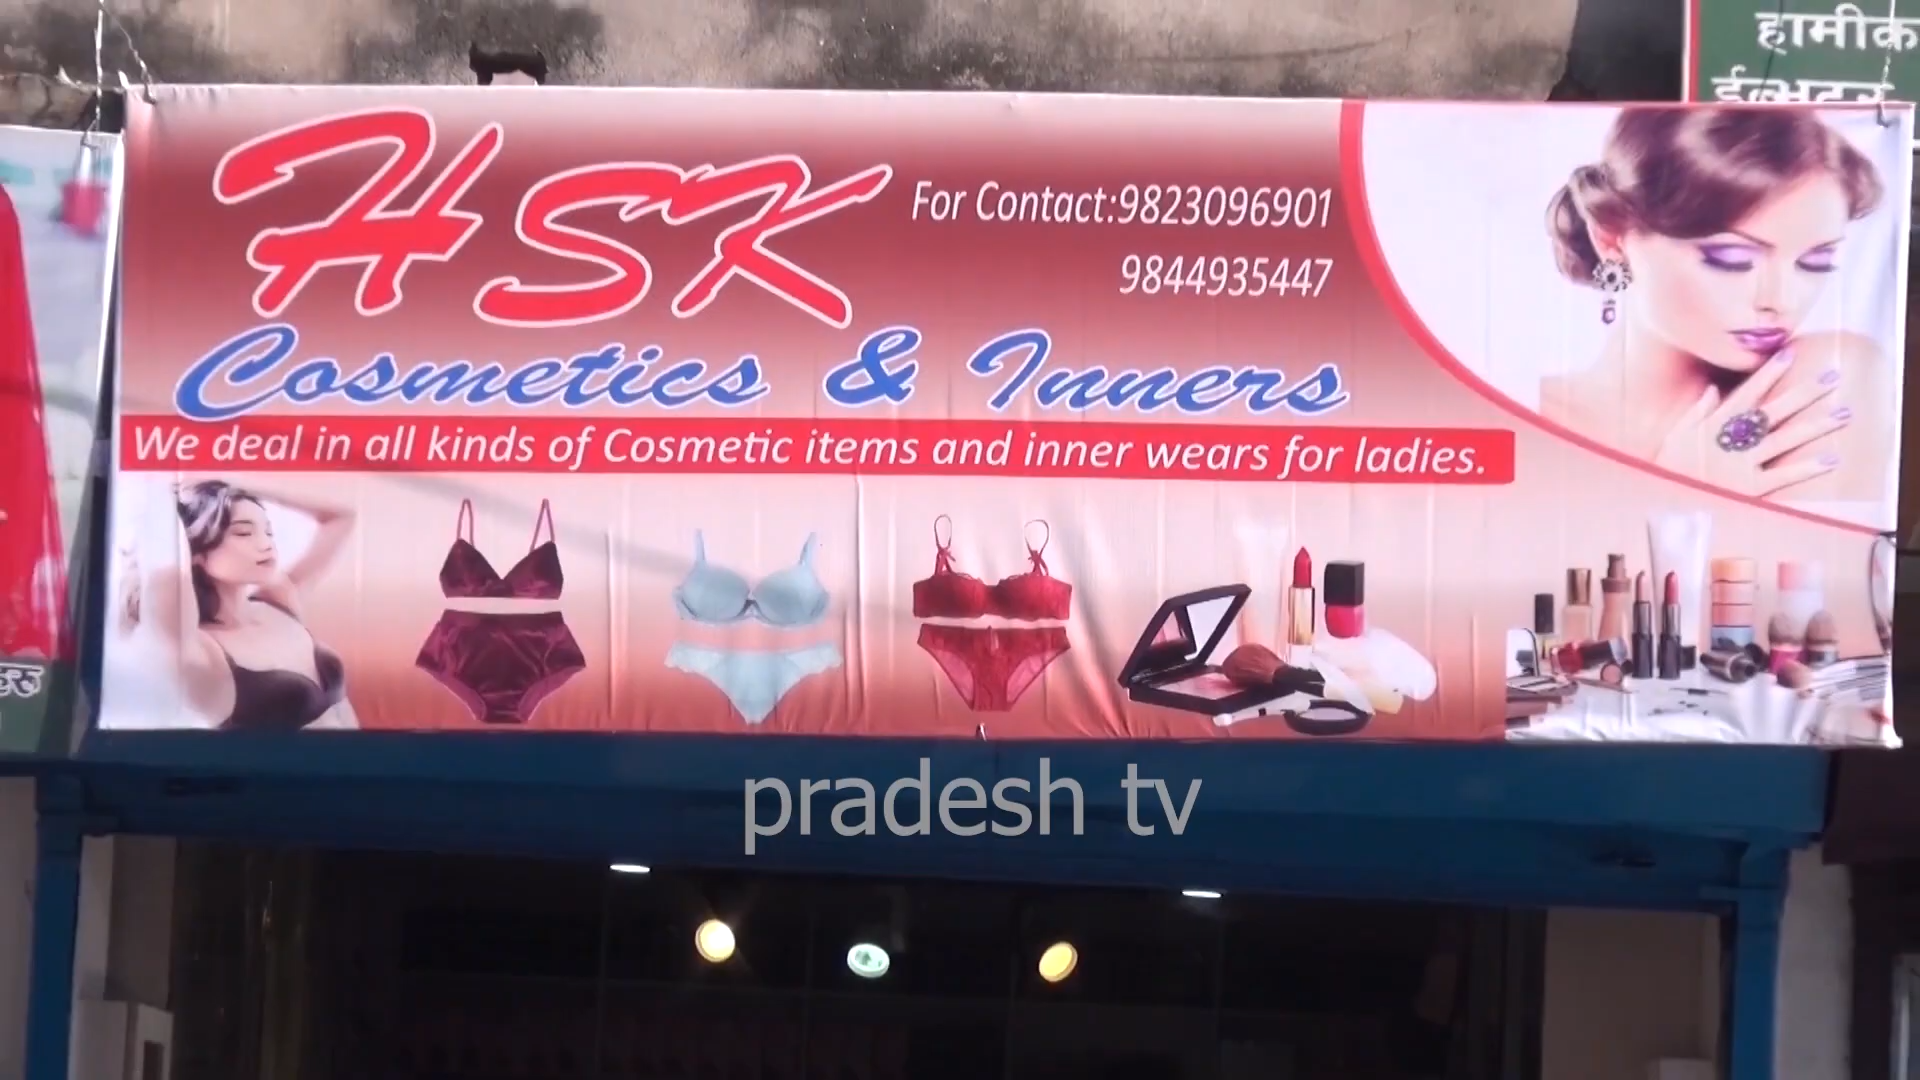 हामीक
HSK
For Contact:9823096901
9844935447
Cosmetics & Inners
We deal in all kinds of Cosmetic items and inner wears for ladies.
pradesh tv